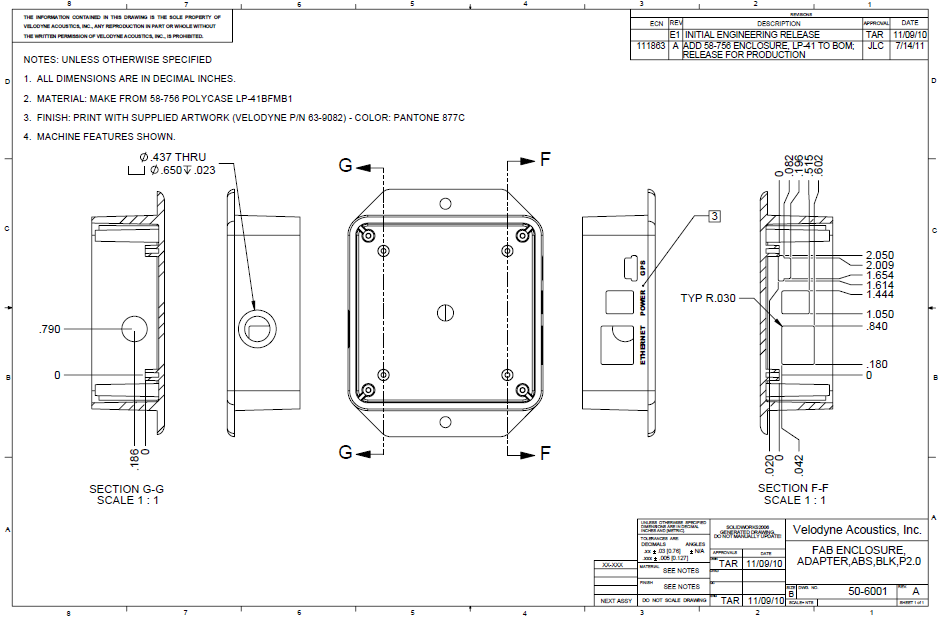 8 7 6 5 4 3 2 1
THE INFORMATION CONTAINED IN THIS DRAWING IS THE SOLE PROPERTY OF
VELODYNE ACOUSTICS, INC., ANY REPRODUCTION IN PART OR WHOLE WITHOUT
THE WRITTEN PERMISSION OF VELODYNE ACOUSTICS, INC., IS PROHIBITED.
REVISIONS
ECN REV DESCRIPTION APPROVAL DATE
E1 INITIAL ENGINEERING RELEASE TAR 11/09/10
111863 A ADD 58-756 ENCLOSURE, LP-41 TO BOM; JLC 7/14/11
RELEASE FOR PRODUCTION
NOTES: UNLESS OTHERWISE SPECIFIED
1. ALL DIMENSIONS ARE IN DECIMAL INCHES.
2. MATERIAL: MAKE FROM 58-756 POLYCASE LP-41BFMB1
3. FINISH: PRINT WITH SUPPLIED ARTWORK (VELODYNE P/N 63-9082) - COLOR: PANTONE 877C
4. MACHINE FEATURES SHOWN.
D D
C C
B B
A A
Ø.437 THRU
⌴ Ø.650↧.023
G F
G F
3
GPS
POWER
ETHERNET
TYP R.030
0
.082
.196
.515
.602
2.050
2.009
1.654
1.614
1.444
1.050
.840
.180
0
.790
0
.186
0
.020
0
.042
SECTION G-G
SCALE 1 : 1
SECTION F-F
SCALE 1 : 1
UNLESS OTHERWISE SPECIFIED
DIMENSIONS ARE IN DECIMAL
INCHES AND [METRIC]
TOLERANCES ARE
DECIMALS ANGLES
.xx ± .03 [0.76] ± N/A
.xxx ± .005 [0.127]
MATERIAL
SEE NOTES
FINISH
SEE NOTES
DO NOT SCALE DRAWING
XX-XXX
NEXT ASSY
SOLIDWORKS2006
GENERATED DRAWING,
DO NOT MANUALLY UPDATE
APPROVALS DATE
TAR 11/09/10
TAR 11/09/10
Velodyne Acoustics, Inc.
FAB ENCLOSURE,
ADAPTER,ABS,BLK,P2.0
SIZE DWG. NO. REV.
B 50-6001 A
SCALE: NTS SHEET 1 of 1
8 7 6 5 4 3 2 1